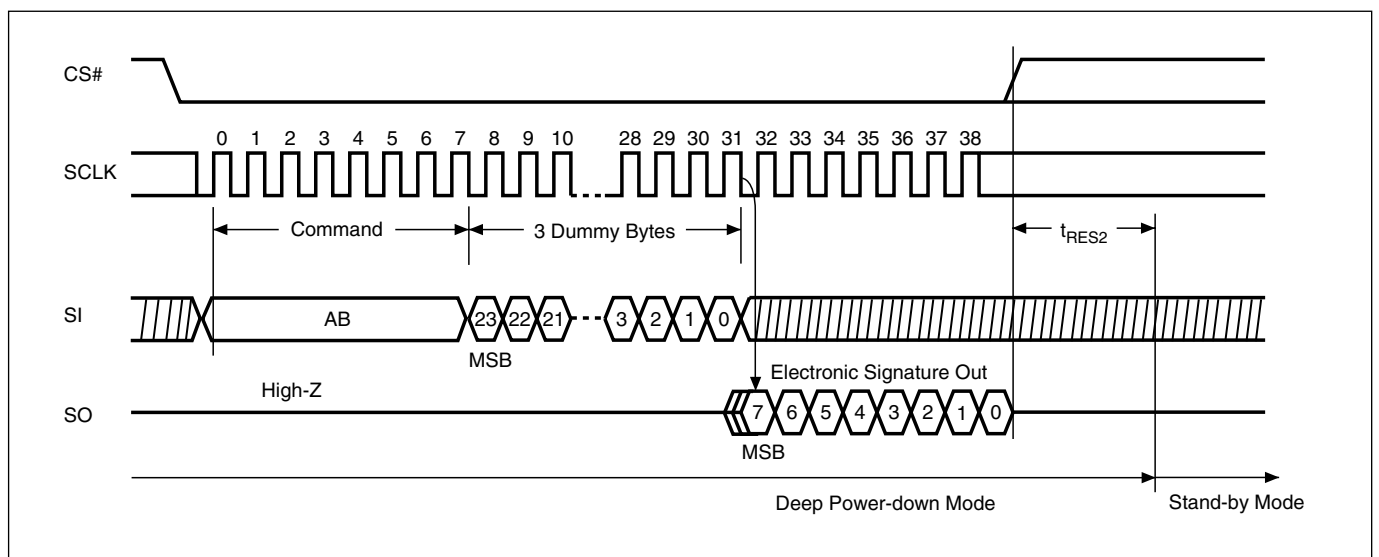 CS#
0 1 2 3 4 5 6 7 8 9 10 28 29 30 31 32 33 34 35 36 37 38
SCLK
Command 3 Dummy Bytes tRES2
SI AB 23 22 21 3 2 1 0
MSB
Electronic Signature Out
High-Z
SO 7 6 5 4 3 2 1 0
MSB
Deep Power-down Mode Stand-by Mode